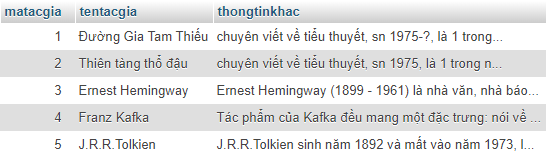 matacgia tentacgia thongtinkhac
1 Đường Gia Tam Thiếu chuyên viết về tiểu thuyết, sn 1975-?, là 1 trong...
2 Thiên tàng thổ đậu chuyên viết về tiểu thuyết, sn 1975, là 1 trong n...
3 Ernest Hemingway Ernest Hemingway (1899 - 1961) là nhà văn, nhà báo...
4 Franz Kafka Tác phẩm của Kafka đều mang một đặc trưng: nói về ...
5 J.R.R.Tolkien J.R.R.Tolkien sinh năm 1892 và mất vào năm 1973, l...